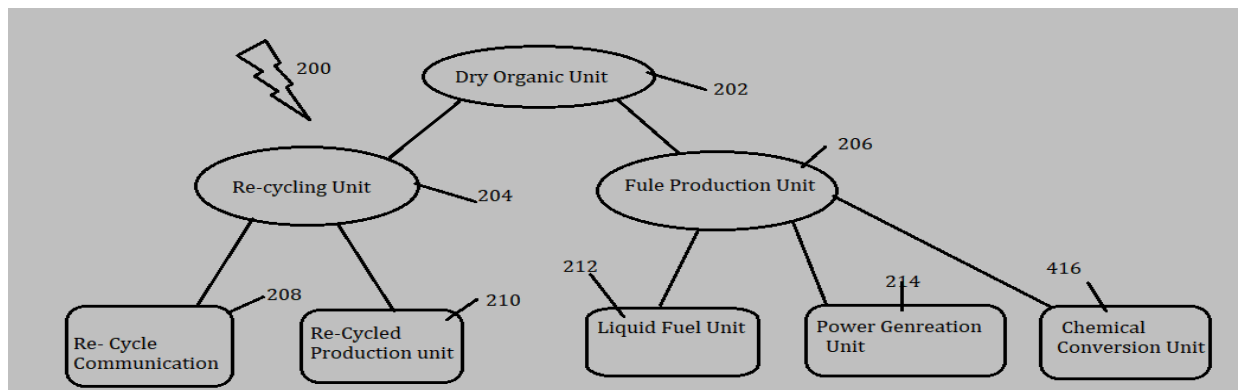 200
Dry Organic Unit
202
206
Re-cycling Unit
204
Fule Production Unit
208
210
212
214
416
Re- Cycle
Communication
Re-Cycled
Production unit
Liquid Fuel Unit
Power Genreation
Unit
Chemical
Conversion Unit